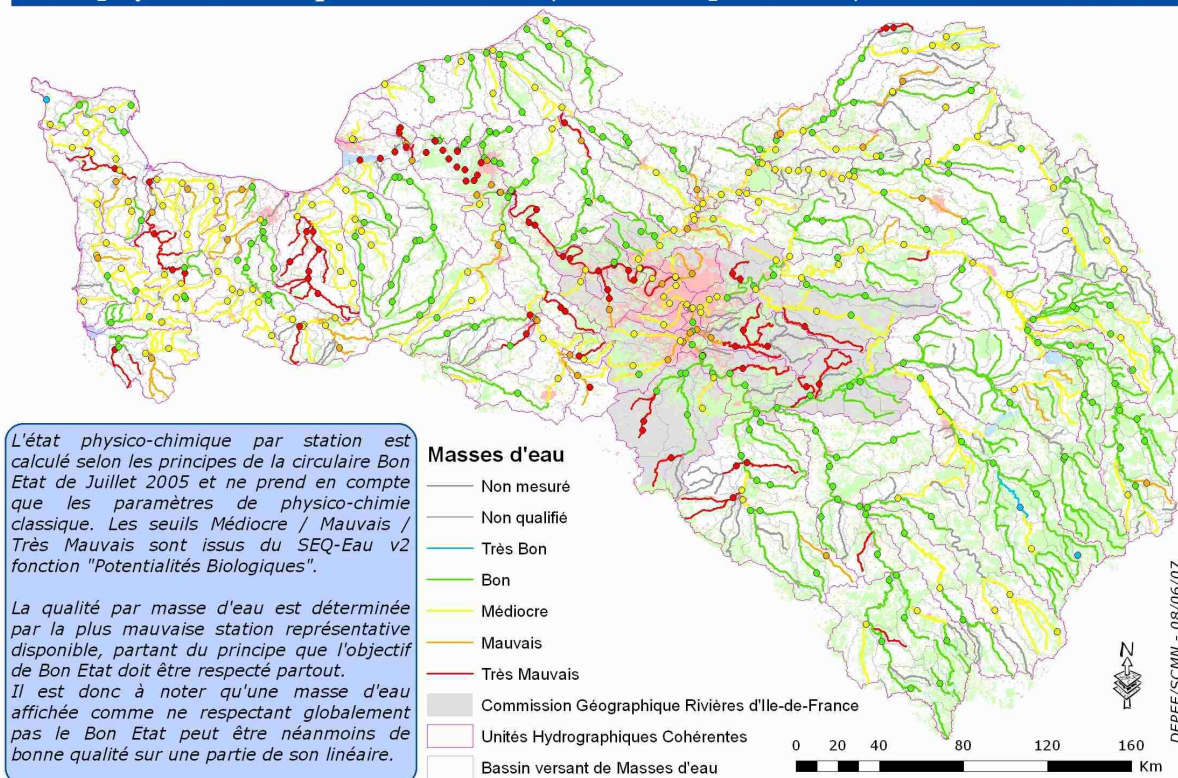 L'état physico-chimique par station est
calculé selon les principes de la circulaire Bon
Etat de Juillet 2005 et ne prend en compte
que les paramètres de physico-chimie
classique. Les seuils Médiocre / Mauvais /
Très Mauvais sont issus du SEQ-Eau v2
fonction "Potentialités Biologiques".
La qualité par masse d'eau est déterminée
par la plus mauvaise station représentative
disponible, partant du principe que l'objectif
de Bon Etat doit être respecté partout.
Il est donc à noter qu'une masse d'eau
affichée comme ne respectant globalement
pas le Bon Etat peut être néanmoins de
bonne qualité sur une partie de son linéaire.
Masses d'eau
Non mesuré
Non qualifié
Très Bon
Bon
Médiocre
Mauvais
Très Mauvais
Commission Géographique Rivières d'Ile-de-France
Unités Hydrographiques Cohérentes
Bassin versant de Masses d'eau
N
0 20 40 80 120 160
Km
DEPEE/SCMN - 08/06/07